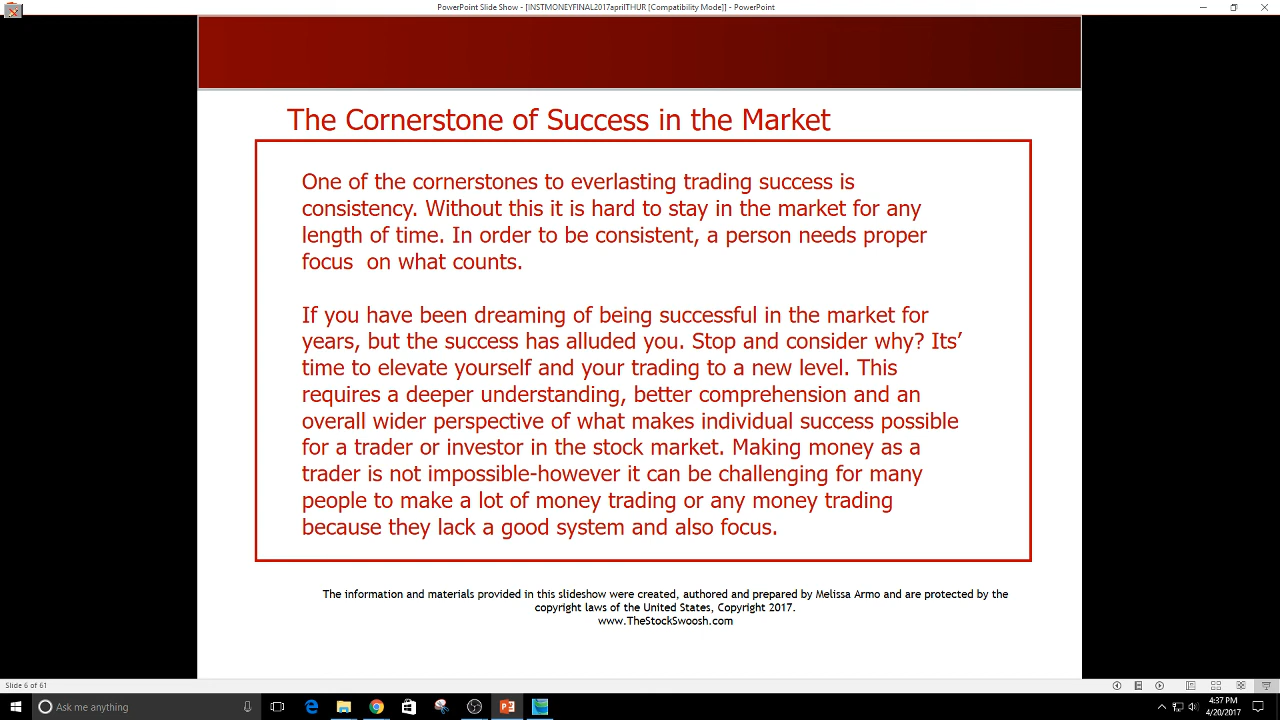 PowerPoint Slide Show - [INSTMONEYFINAL2017aprilTHUR [Compatibility Mode]] - PowerPoint
The Cornerstone of Success in the Market
One of the cornerstones to everlasting trading success is
consistency. Without this it is hard to stay in the market for any
length of time. In order to be consistent, a person needs proper
focus  on what counts.
If you have been dreaming of being successful in the market for
years, but the success has alluded you. Stop and consider why? Its’
time to elevate yourself and your trading to a new level. This
requires a deeper understanding, better comprehension and an
overall wider perspective of what makes individual success possible
for a trader or investor in the stock market. Making money as a
trader is not impossible-however it can be challenging for many
people to make a lot of money trading or any money trading
because they lack a good system and also focus.
The information and materials provided in this slideshow were created, authored and prepared by Melissa Armo and are protected by the
copyright laws of the United States, Copyright 2017.
www.TheStockSwoosh.com
Slide 6 of 61
Ask me anything
4:37 PM
4/20/2017